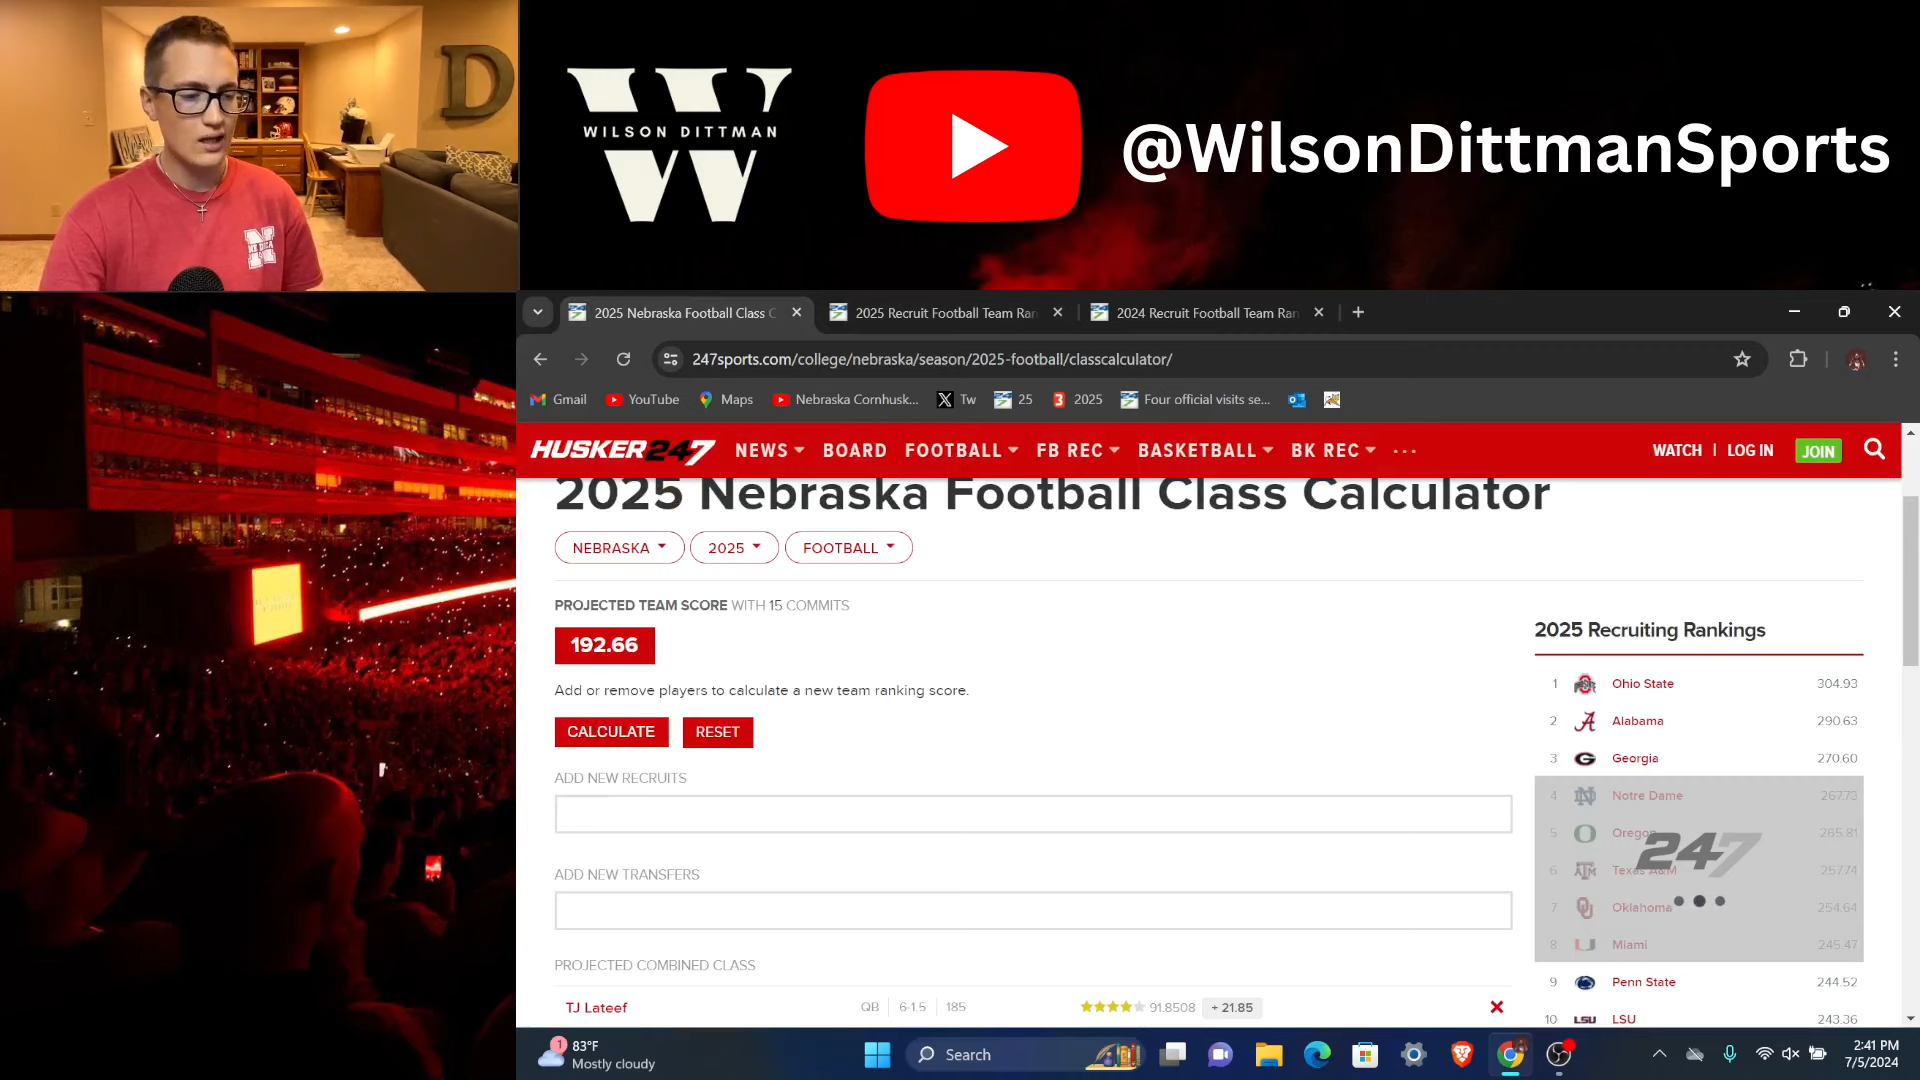 WILSON DITTMAN
@WilsonDittmanSports
D
N
2025 Nebraska Football Class C
2025 Recruit Football Team Ran
2024 Recruit Football Team Ran
247sports.com/college/nebraska/season/2025-football/classcalculator/
Gmail YouTube Maps Nebraska Cornhusk... Tw 25 2025 Four official visits se...
HUSKER247 NEWS BOARD FOOTBALL FB REC BASKETBALL BK REC ... WATCH | LOG IN JOIN
2025 Nebraska Football Class Calculator
NEBRASKA 2025 FOOTBALL
PROJECTED TEAM SCORE WITH 15 COMMITS
192.66
Add or remove players to calculate a new team ranking score.
CALCULATE RESET
ADD NEW RECRUITS
ADD NEW TRANSFERS
PROJECTED COMBINED CLASS
TJ Lateef QB 6-1.5 185 91.8508 + 21.85
2025 Recruiting Rankings
1 Ohio State 304.93
2 Alabama 290.63
3 Georgia 270.60
4 Notre Dame 267.73
5 Oregon 265.81
6 Texas A&M 257.74
7 Oklahoma 254.64
8 Miami 245.47
9 Penn State 244.52
10 LSU LSU 243.36
247
1 83°F
Mostly cloudy
Search
2:41 PM
7/5/2024